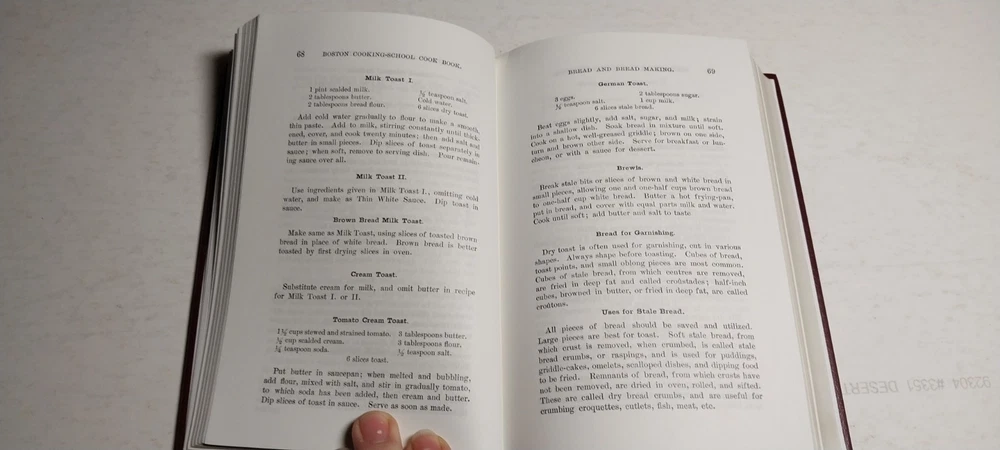 68 BOSTON COOKING-SCHOOL COOK BOOK.
Milk Toast I.
1 pint scalded milk. ½ teaspoon salt.
2 tablespoons butter. Cold water.
2 tablespoons bread flour. 6 slices dry toast.
Add cold water gradually to flour to make a smooth,
thin paste. Add to milk, stirring constantly until thick-
ened, cover, and cook twenty minutes; then add salt and
butter in small pieces. Dip slices of toast separately in
sauce; when soft, remove to serving dish. Pour remain-
ing sauce over all.
Milk Toast II.
Use ingredients given in Milk Toast I., omitting cold
water, and make as Thin White Sauce. Dip toast in
sauce.
Brown Bread Milk Toast.
Make same as Milk Toast, using slices of toasted brown
bread in place of white bread. Brown bread is better
toasted by first drying slices in oven.
Cream Toast.
Substitute cream for milk, and omit butter in recipe
for Milk Toast I. or II.
Tomato Cream Toast.
1½ cups stewed and strained tomato. 3 tablespoons butter.
cup scalded cream. 3 tablespoons flour.
¼ teaspoon soda. ½ teaspoon salt.
6 slices toast.
Put butter in saucepan; when melted and bubbling,
add flour, mixed with salt, and stir in gradually tomato,
to which soda has been added, then cream and butter.
Dip slices of toast in sauce. Serve as soon as made.
BREAD AND BREAD MAKING. 69
German Toast.
3 eggs. 2 tablespoons sugar.
½ teaspoon salt. 1 cup milk.
6 slices stale bread.
Beat eggs slightly, add salt, sugar, and milk; strain
into a shallow dish. Soak bread in mixture until soft.
Cook on a hot, well-greased griddle; brown on one side,
turn and brown other side. Serve for breakfast or lun-
cheon, or with a sauce for dessert.
Brewis.
Break stale bits or slices of brown and white bread in
small pieces, allowing one and one-half cups brown bread
to one-half cup white bread. Butter a hot frying-pan,
put in bread, and cover with equal parts milk and water.
Cook until soft; add butter and salt to taste
Bread for Garnishing.
Dry toast is often used for garnishing, cut in various
shapes. Always shape before toasting. Cubes of bread,
toast points, and small oblong pieces are most common.
Cubes of stale bread, from which centres are removed,
are fried in deep fat and called croûstades; half-inch
cubes, browned in butter, or fried in deep fat, are called
croûtons.
Uses for Stale Bread.
All pieces of bread should be saved and utilized.
Large pieces are best for toast. Soft stale bread, from
which crust is removed, when crumbed, is called stale
bread crumbs, or raspings, and is used for puddings,
griddle-cakes, omelets, scalloped dishes, and dipping food
to be fried. Remnants of bread, from which crusts have
not been removed, are dried in oven, rolled, and sifted.
These are called dry bread crumbs, and are useful for
crumbing croquettes, cutlets, fish, meat, etc.
92304 #3351 DESERT